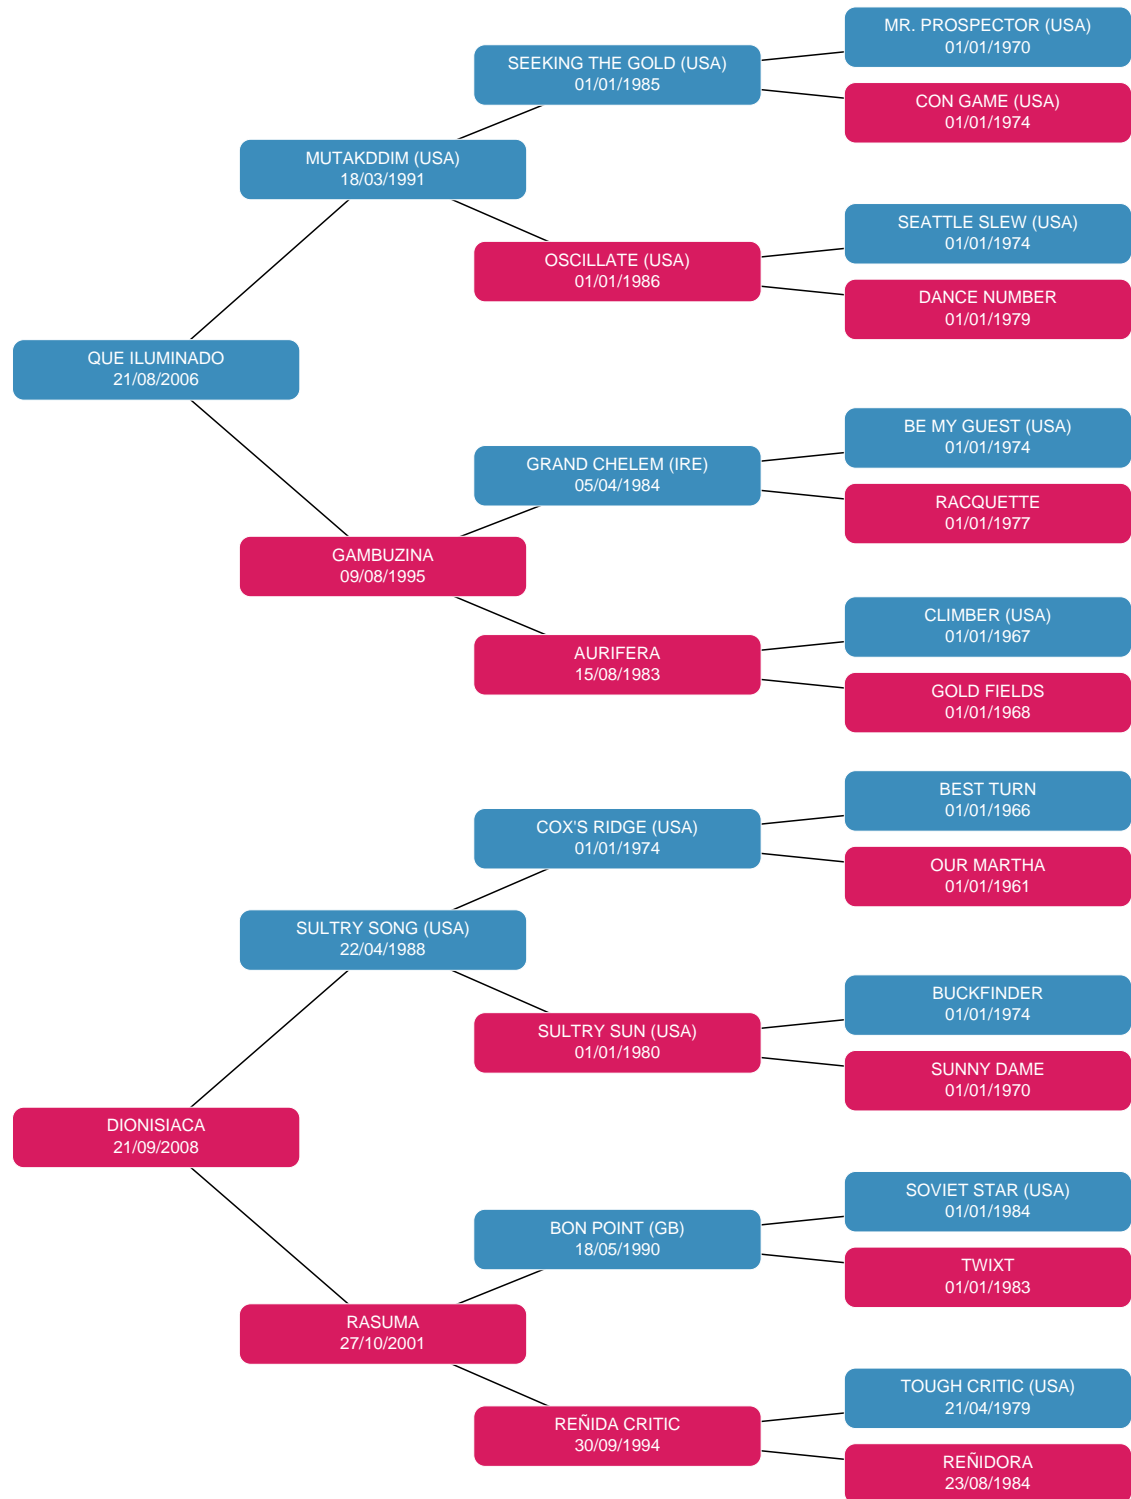 MR. PROSPECTOR (USA)
01/01/1970
SEEKING THE GOLD (USA)
01/01/1985
CON GAME (USA)
01/01/1974
MUTAKDDIM (USA)
18/03/1991
SEATTLE SLEW (USA)
01/01/1974
OSCILLATE (USA)
01/01/1986
DANCE NUMBER
01/01/1979
QUE ILUMINADO
21/08/2006
BE MY GUEST (USA)
01/01/1974
GRAND CHELEM (IRE)
05/04/1984
RACQUETTE
01/01/1977
GAMBUZINA
09/08/1995
CLIMBER (USA)
01/01/1967
AURIFERA
15/08/1983
GOLD FIELDS
01/01/1968
BEST TURN
01/01/1966
COX'S RIDGE (USA)
01/01/1974
OUR MARTHA
01/01/1961
SULTRY SONG (USA)
22/04/1988
BUCKFINDER
01/01/1974
SULTRY SUN (USA)
01/01/1980
SUNNY DAME
01/01/1970
DIONISIACA
21/09/2008
SOVIET STAR (USA)
01/01/1984
BON POINT (GB)
18/05/1990
TWIXT
01/01/1983
RASUMA
27/10/2001
TOUGH CRITIC (USA)
21/04/1979
REÑIDA CRITIC
30/09/1994
REÑIDORA
23/08/1984